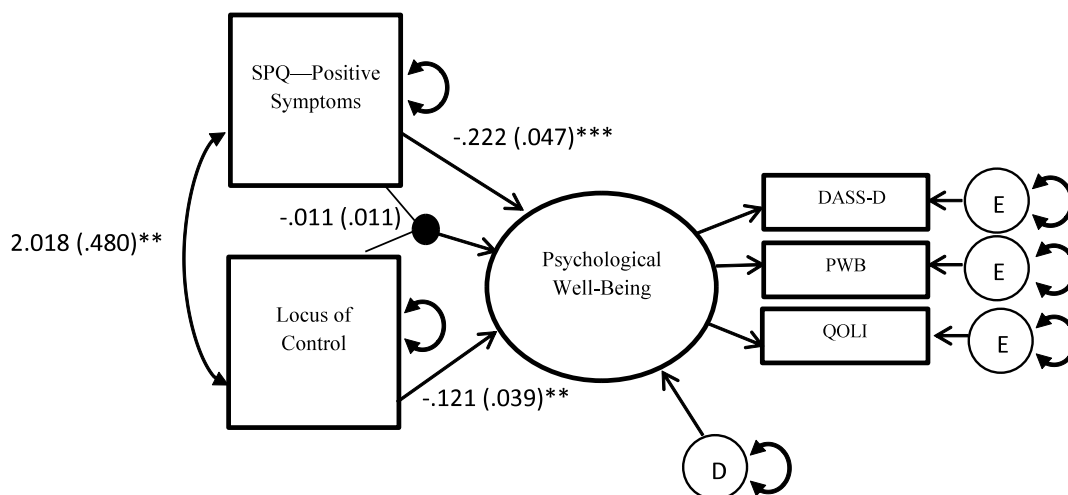 SPQ—Positive
Symptoms
-.222 (.047)***
-.011 (.011)
2.018 (.480)**
Locus of
Control
-.121 (.039)**
Psychological
Well-Being
DASS-D
E
PWB
E
QOLI
E
D